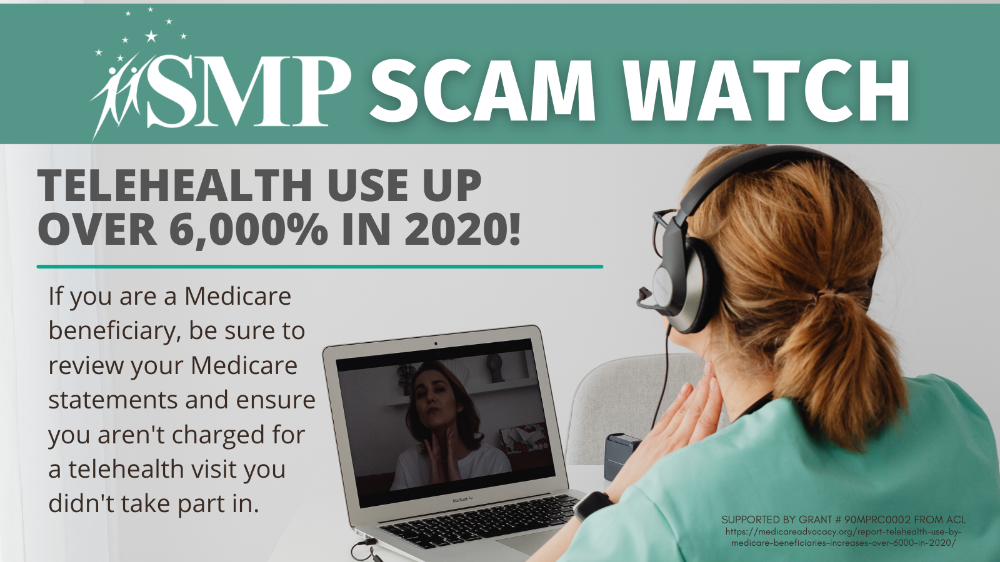 SMP SCAM WATCH
TELEHEALTH USE UP
OVER 6,000% IN 2020!
If you are a Medicare
beneficiary, be sure to
review your Medicare
statements and ensure
you aren't charged for
a telehealth visit you
didn't take part in.
MacBook Air
SUPPORTED BY GRANT # 90MPRC0002 FROM ACL
https://medicareadvocacy.org/report-telehealth-use-by-
medicare-beneficiaries-increases-over-6000-in-2020/